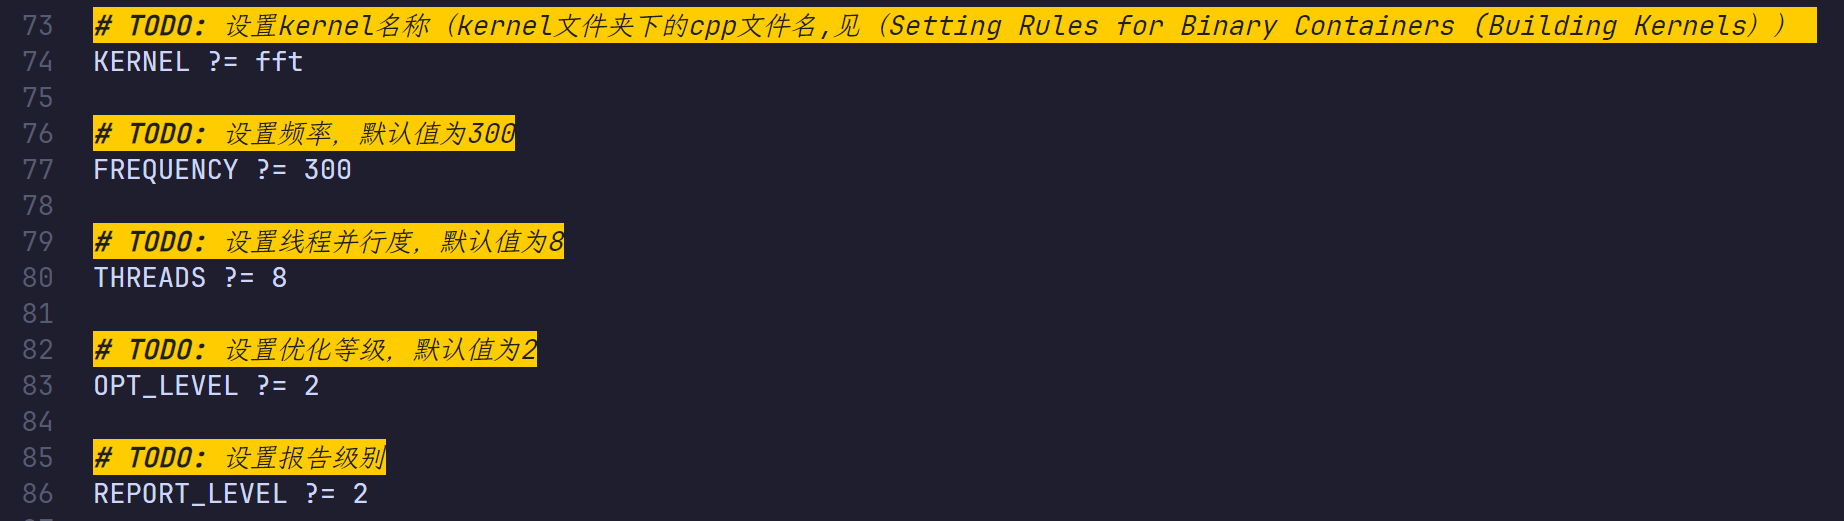 73 # TODO: 设置kernel名称（kernel文件夹下的cpp文件名,见（Setting Rules for Binary Containers (Building Kernels））
74 KERNEL ?= fft
75
76 # TODO: 设置频率，默认值为300
77 FREQUENCY ?= 300
78
79 # TODO: 设置线程并行度，默认值为8
80 THREADS ?= 8
81
82 # TODO: 设置优化等级，默认值为2
83 OPT_LEVEL ?= 2
84
85 # TODO: 设置报告级别
86 REPORT_LEVEL ?= 2